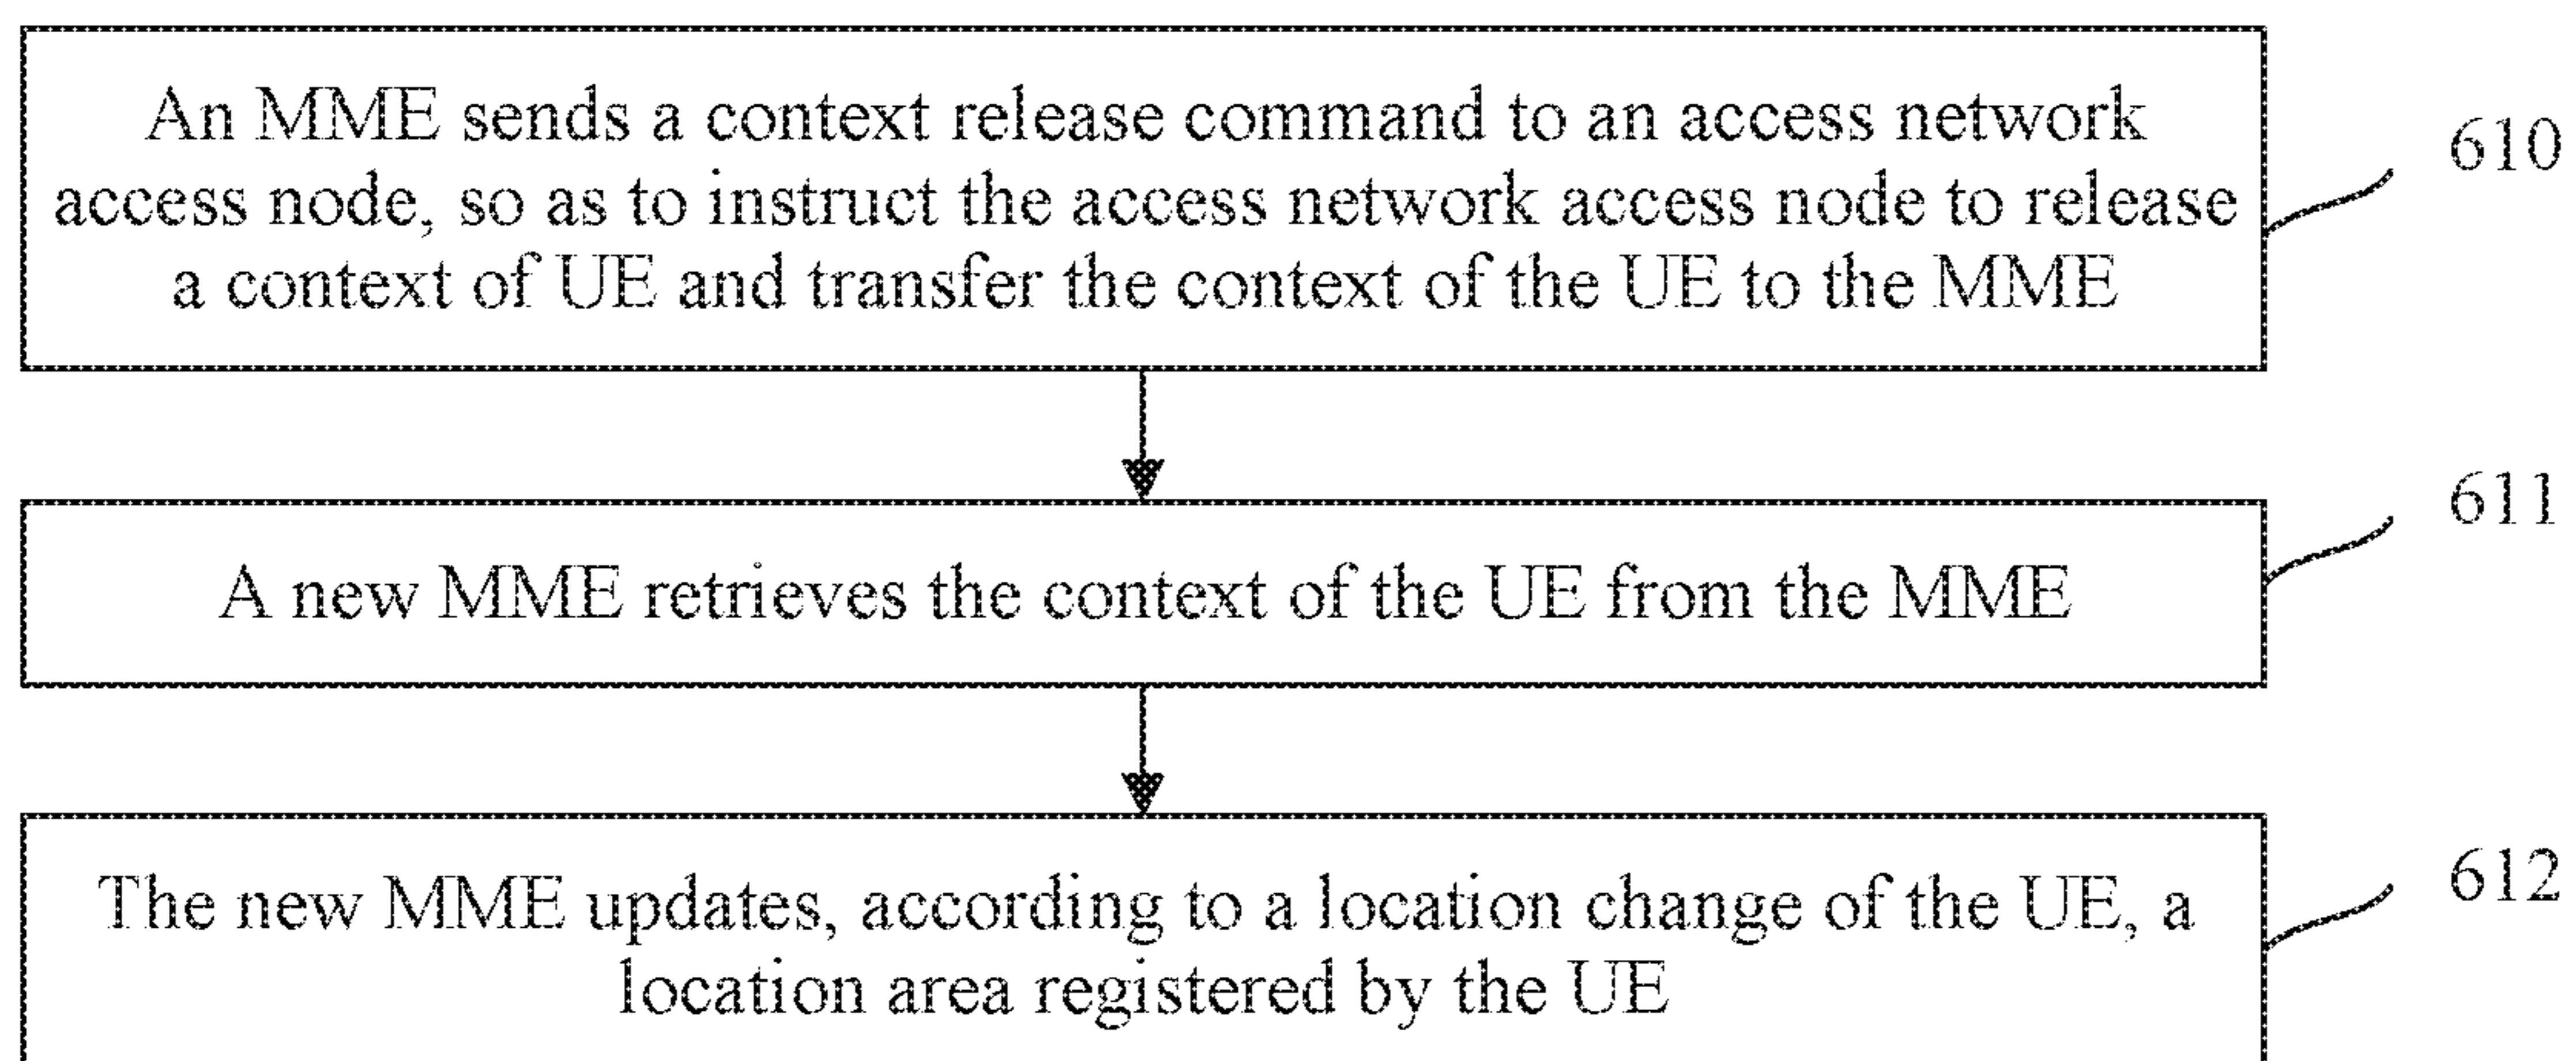 An MME sends a context release command to an access network
access node, so as to instruct the access network access node to release
a context of UE and transfer the context of the UE to the MME
610
A new MME retrieves the context of the UE from the MME
611
The new MME updates, according to a location change of the UE, a
location area registered by the UE
612